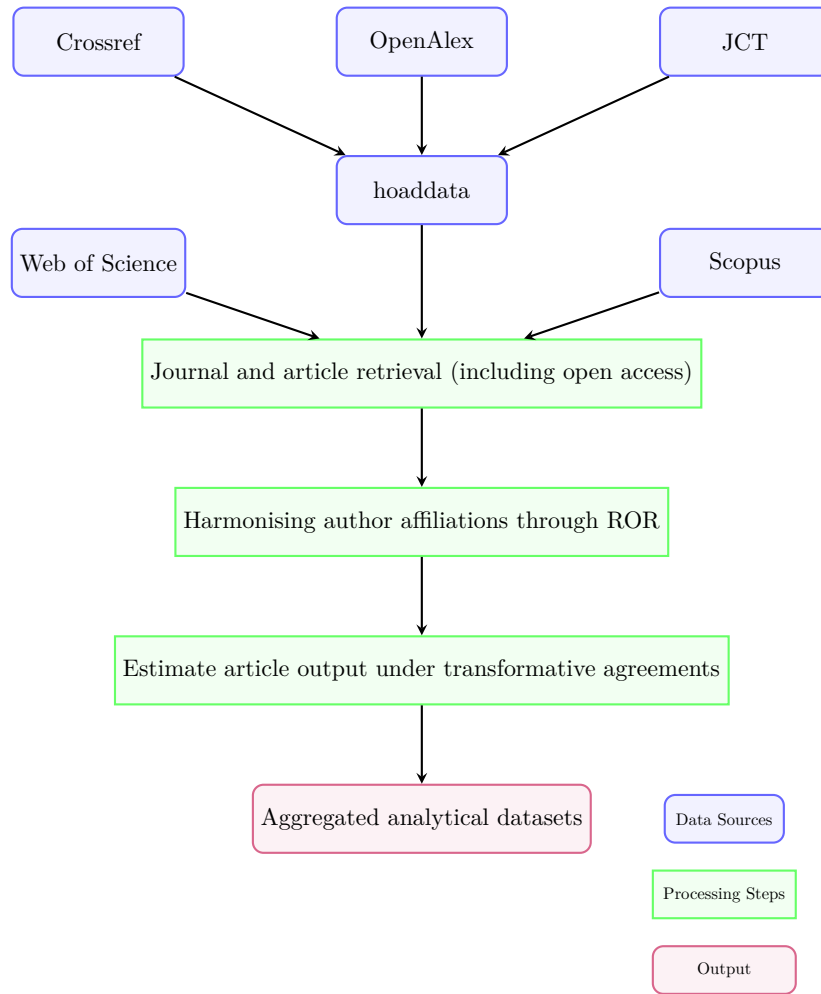 Crossref
OpenAlex
JCT
hoaddata
Web of Science
Scopus
Journal and article retrieval (including open access)
Harmonising author affiliations through ROR
Estimate article output under transformative agreements
Aggregated analytical datasets
Data Sources
Processing Steps
Output